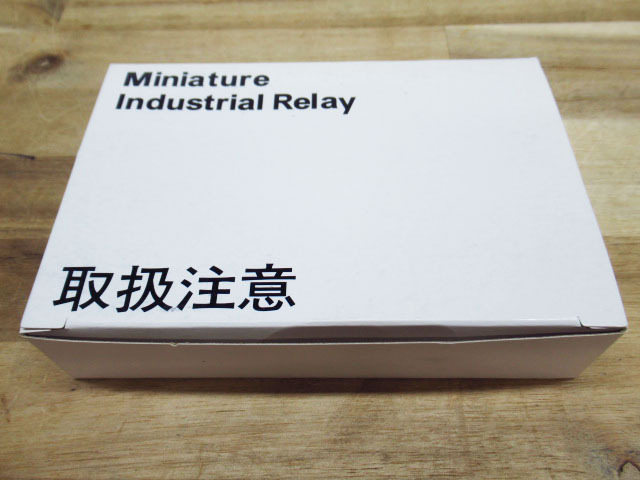 Miniature
Industrial Relay
取扱注意